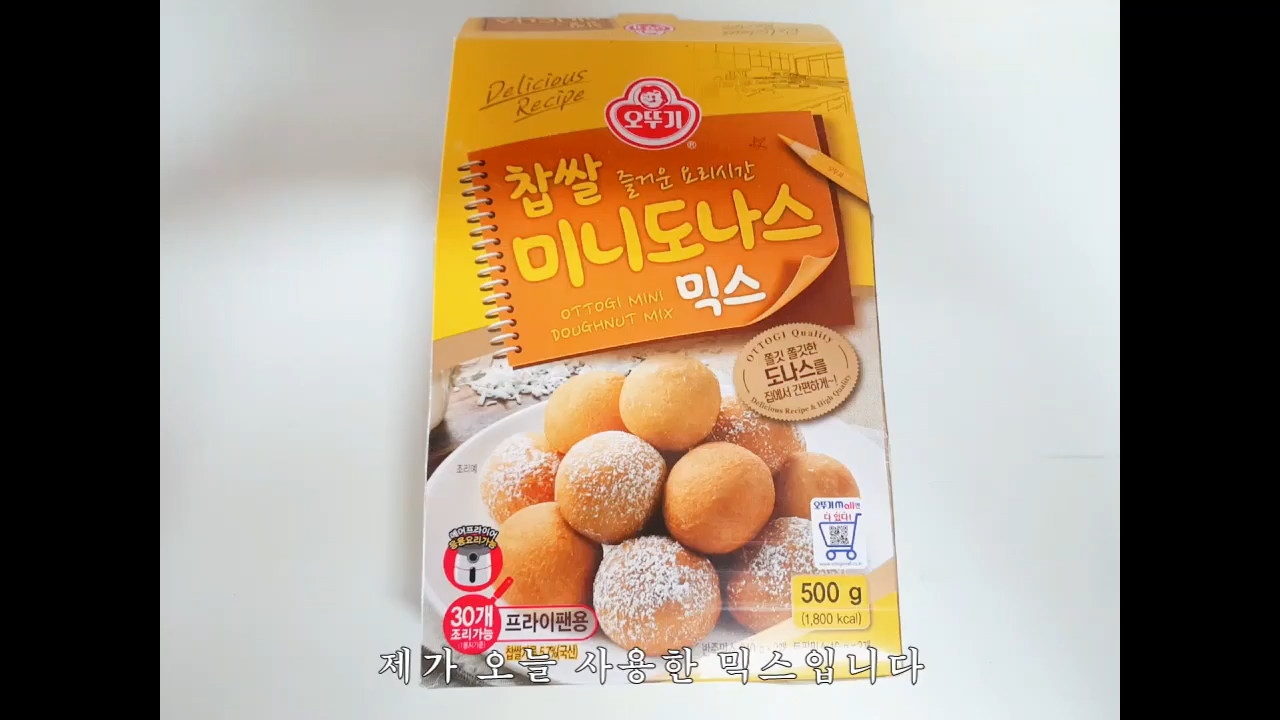 Delicious
Recipe
오뚜기
찹쌀 즐거운 요리시간
미니도나스
믹스
OTTOGI MINI
DOUGHNUT MIX
OTTOGI Quality
쫄깃 쫄깃한
도나스를
집에서 간편하게~!
Delicious Recipe & High Quality
조리예
오뚜기mall엔
다 있다!
에어프라이어
응용요리가능
30개
조리가능
프라이팬용
500 g
(1,800 kcal)
제가 오늘 사용한 믹스입니다